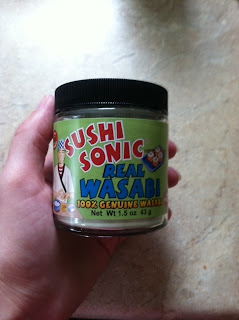 SUSHI
SONIC
REAL
WASABI
100% GENUINE WASABI
Net Wt 1.5 oz 43 g